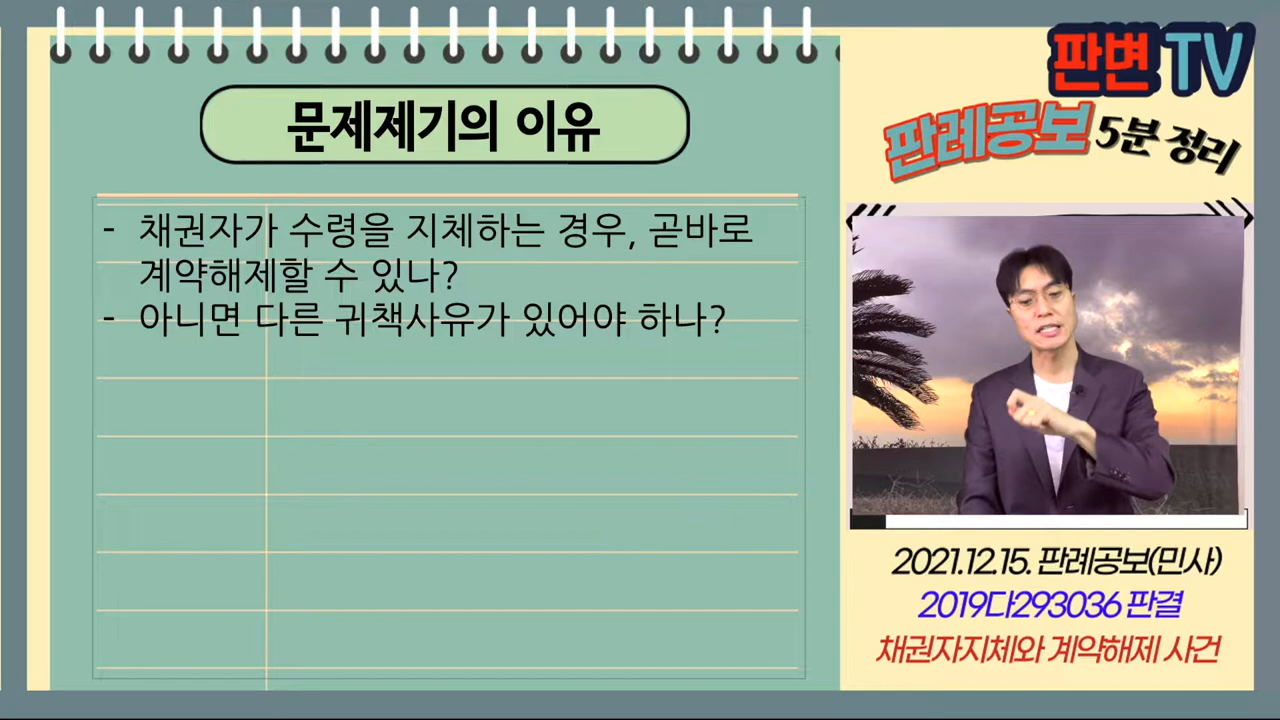 문제제기의 이유
- 채권자가 수령을 지체하는 경우, 곧바로
계약해제할 수 있나?
- 아니면 다른 귀책사유가 있어야 하나?
판변 TV
판례공보 5분 정리
2021.12.15. 판례공보(민사)
2019다293036 판결
채권자지체와 계약해제 사건